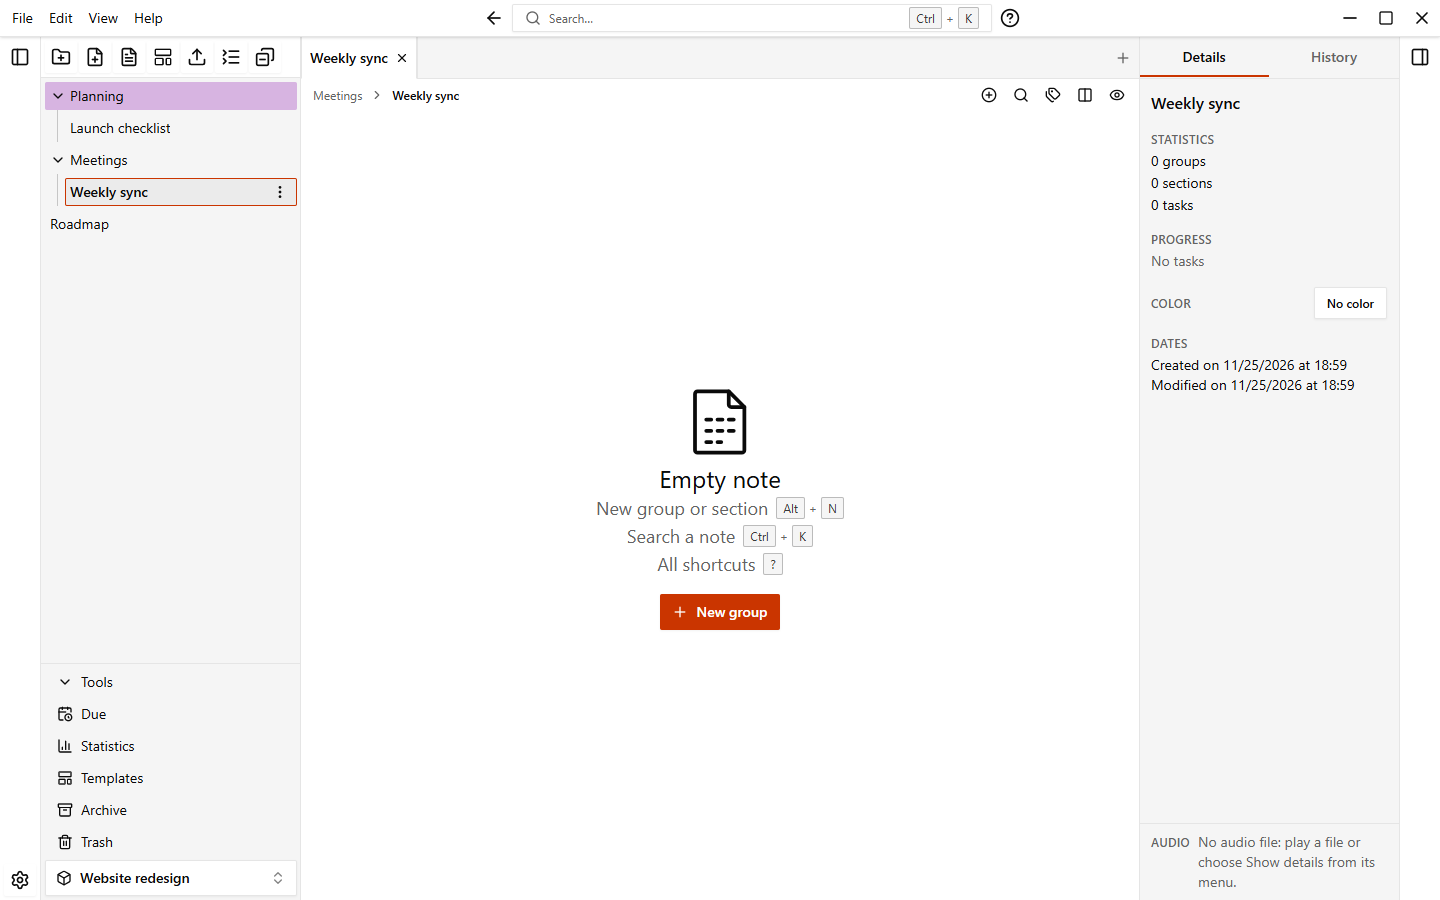 File Edit View Help
Search... Ctrl + K
Weekly sync
Details History
Planning
Launch checklist
Meetings
Weekly sync
Roadmap
Meetings > Weekly sync
Empty note
New group or section Alt + N
Search a note Ctrl + K
All shortcuts ?
+ New group
Weekly sync
STATISTICS
0 groups
0 sections
0 tasks
PROGRESS
No tasks
COLOR No color
DATES
Created on 11/25/2026 at 18:59
Modified on 11/25/2026 at 18:59
Tools
Due
Statistics
Templates
Archive
Trash
Website redesign
AUDIO No audio file: play a file or
choose Show details from its
menu.